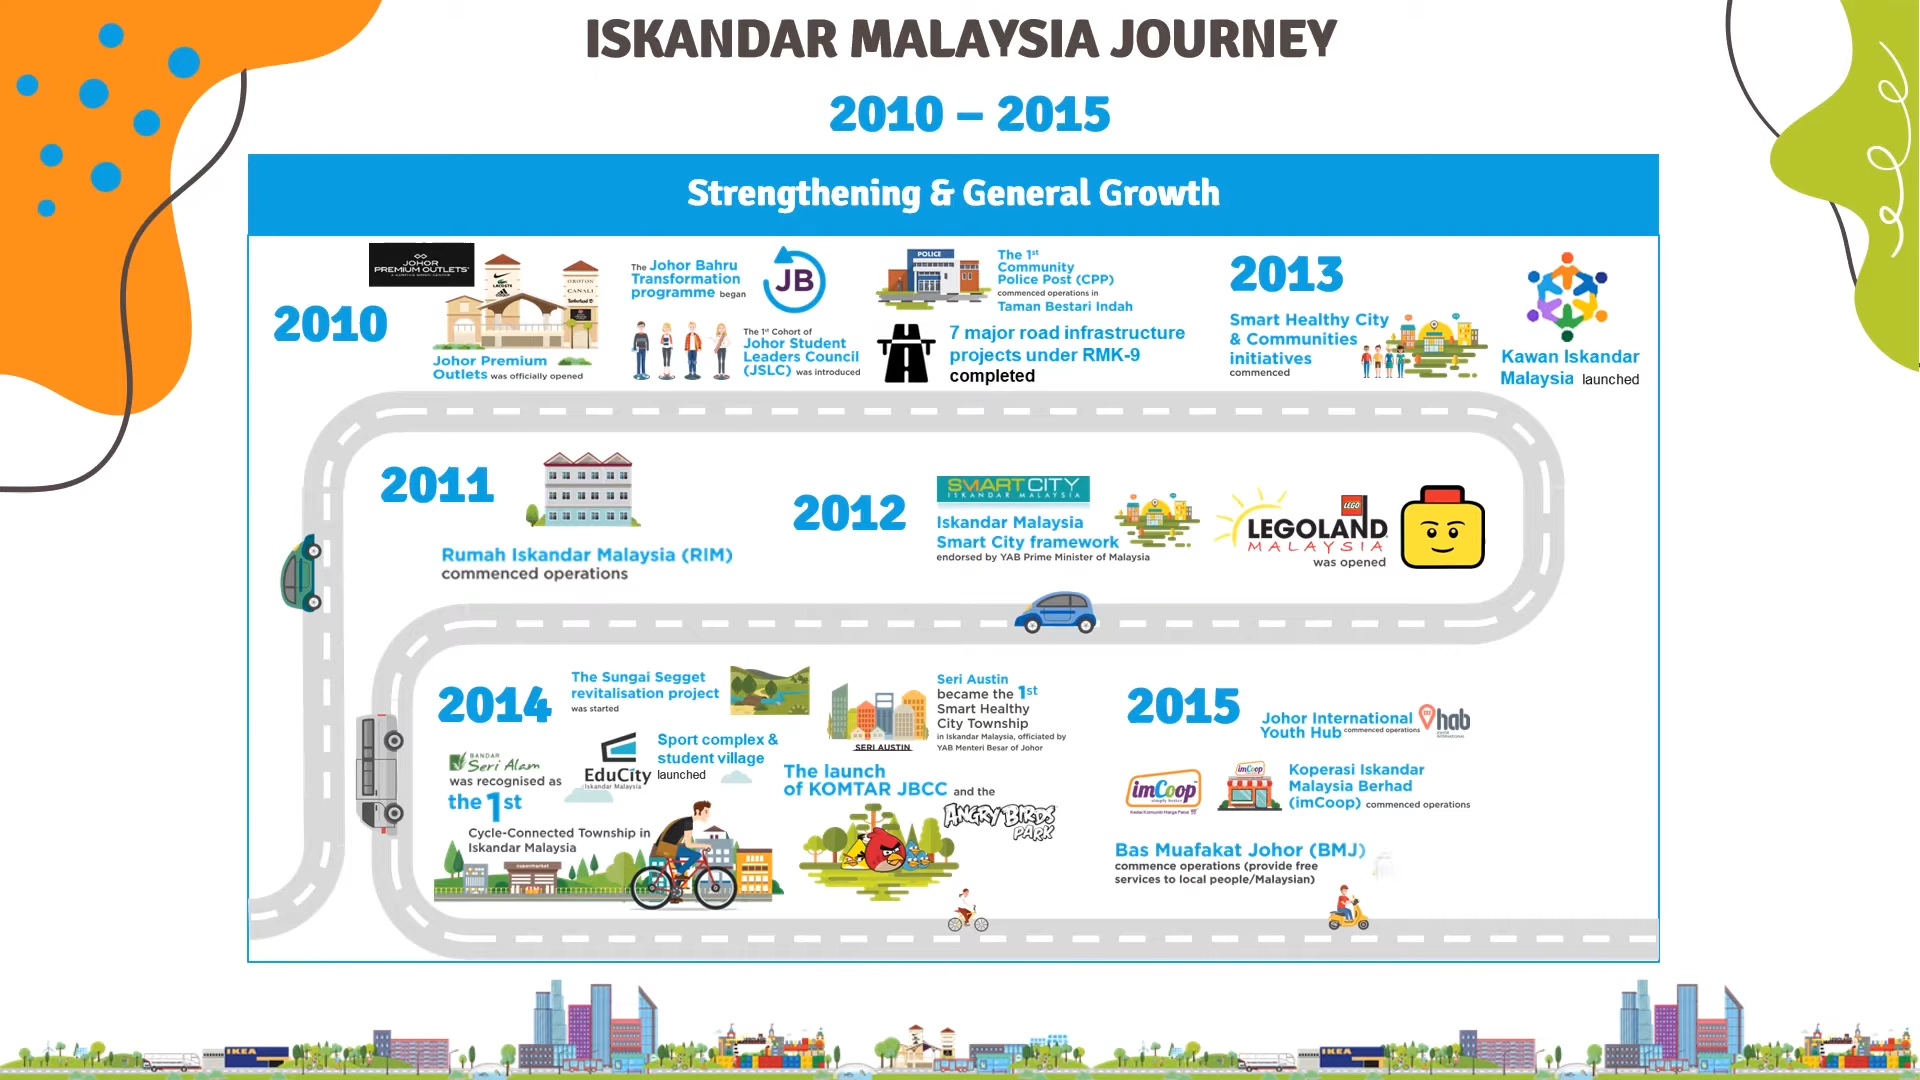 ISKANDAR MALAYSIA JOURNEY
2010 – 2015
Strengthening & General Growth
2010
JOHOR
PREMIUM OUTLETS
LACOSTE
OROTON
CANALI
Timberland
Johor Premium
Outlets was officially opened
The Johor Bahru
Transformation
programme began
JB
The 1st Cohort of
Johor Student
Leaders Council
(JSLC) was introduced
POLICE
The 1st
Community
Police Post (CPP)
commenced operations in
Taman Bestari Indah
7 major road infrastructure
projects under RMK-9
completed
2013
Smart Healthy City
& Communities
initiatives
commenced
Kawan Iskandar
Malaysia launched
2011
Rumah Iskandar Malaysia (RIM)
commenced operations
2012
SMART CITY
ISKANDAR MALAYSIA
Iskandar Malaysia
Smart City framework
endorsed by YAB Prime Minister of Malaysia
LEGO
LEGOLAND
MALAYSIA
was opened
2014
The Sungai Segget
revitalisation project
was started
BANDAR
Seri Alam
was recognised as
the 1st
Cycle-Connected Township in
Iskandar Malaysia
supermarket
EduCity
Iskandar Malaysia
Sport complex &
student village
launched
SERI AUSTIN
Seri Austin
became the 1st
Smart Healthy
City Township
in Iskandar Malaysia, officiated by
YAB Menteri Besar of Johor
The launch
of KOMTAR JBCC and the
ANGRY BIRDS
PARK
2015
Johor International
Youth Hub commenced operations
hab
imCoop
imCoop
Koperasi Iskandar
Malaysia Berhad
(imCoop) commenced operations
Bas Muafakat Johor (BMJ)
commence operations (provide free
services to local people/Malaysian)
IKEA
IKEA